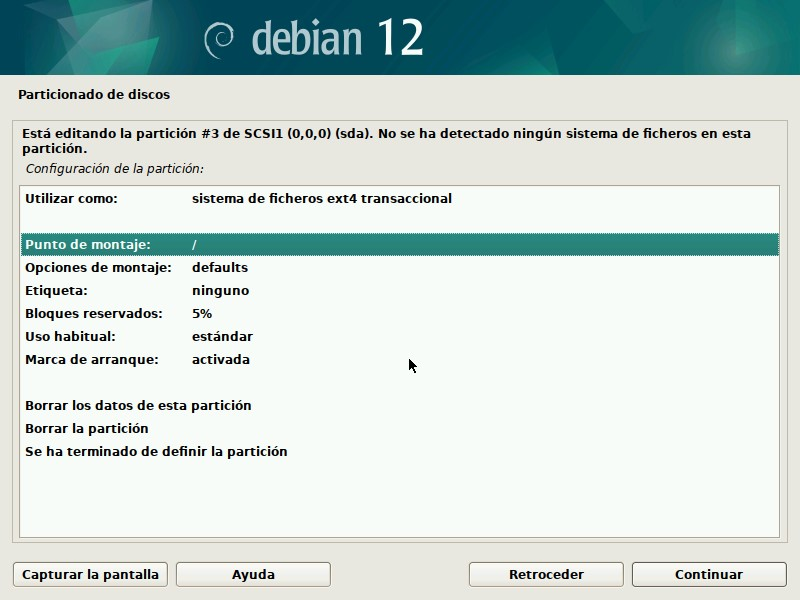 debian 12
Particionado de discos
Está editando la partición #3 de SCSI1 (0,0,0) (sda). No se ha detectado ningún sistema de ficheros en esta
partición.
Configuración de la partición:
Utilizar como: sistema de ficheros ext4 transaccional
Punto de montaje: /
Opciones de montaje: defaults
Etiqueta: ninguno
Bloques reservados: 5%
Uso habitual: estándar
Marca de arranque: activada
Borrar los datos de esta partición
Borrar la partición
Se ha terminado de definir la partición
Capturar la pantalla Ayuda Retroceder Continuar